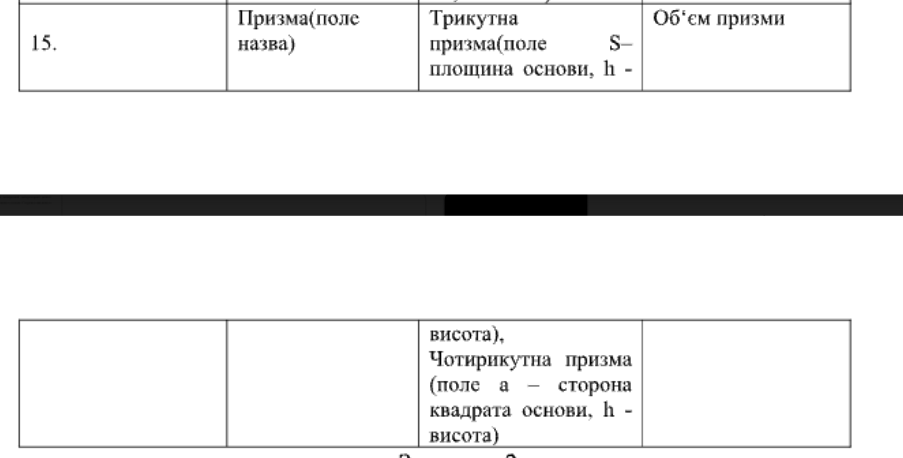 15.
Призма(поле
назва)
Трикутна
призма(поле S–
площина основи, h -
Об‘єм призми
висота),
Чотирикутна призма
(поле а – сторона
квадрата основи, h -
висота)